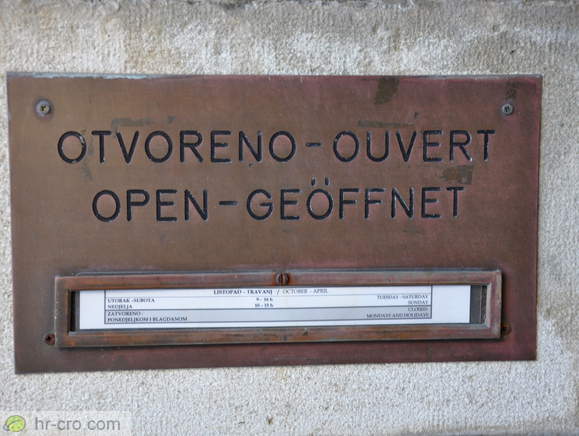 OTVORENO-OUVERT
OPEN-GEÖFFNET
LISTOPAD - TRAVANJ / OCTOBER - APRIL
UTORAK -SUBOTA 9 - 16 h TUESDAY -SATURDAY
NEDJELJA 10 - 15 h SUNDAY
ZATVORENO: CLOSED:
PONEDJELJKOM I BLAGDANOM MONDAYS AND HOLIDAYS
hr-cro.com